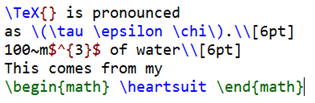 \TeX{} is pronounced
as \(\tau \epsilon \chi\).\\[6pt]
100~m$^{3}$ of water\\[6pt]
This comes from my
\begin{math} \heartsuit \end{math}